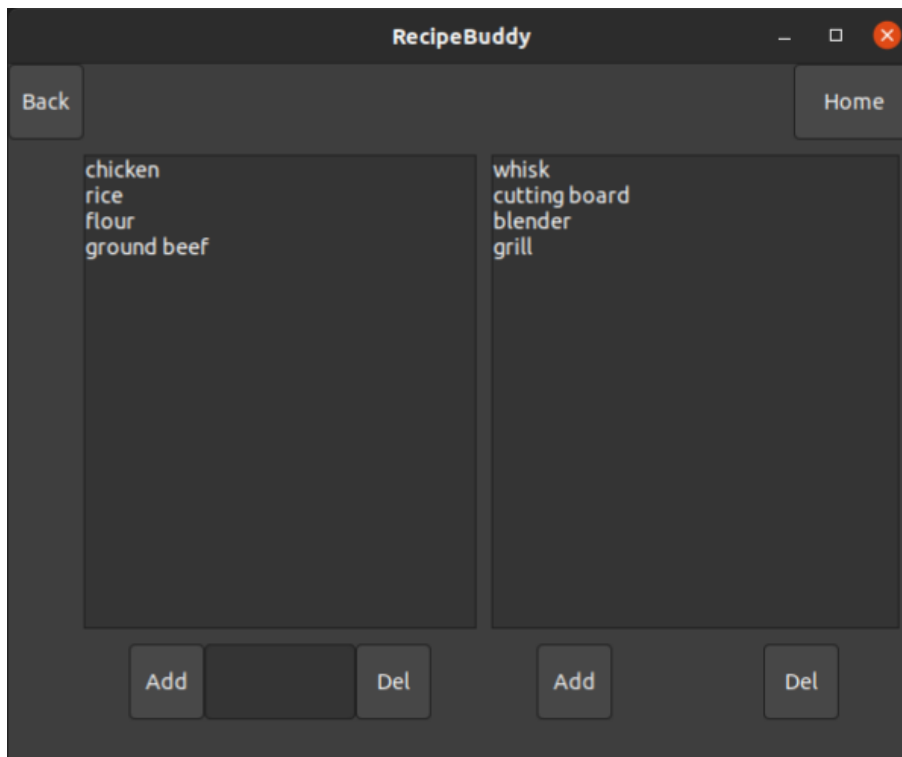 RecipeBuddy
Back
Home
chicken
rice
flour
ground beef
whisk
cutting board
blender
grill
Add
Del
Add
Del